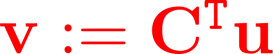 v := Cᵀu